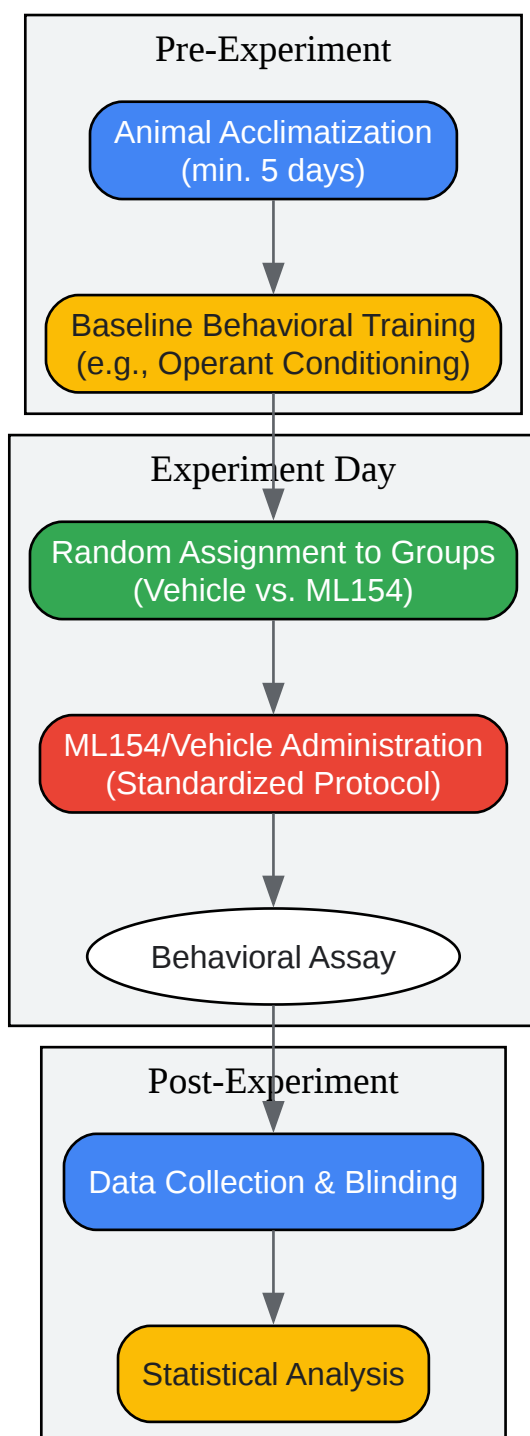 Pre-Experiment
Animal Acclimatization
(min. 5 days)
Baseline Behavioral Training
(e.g., Operant Conditioning)
Experiment Day
Random Assignment to Groups
(Vehicle vs. ML154)
ML154/Vehicle Administration
(Standardized Protocol)
Behavioral Assay
Post-Experiment
Data Collection & Blinding
Statistical Analysis